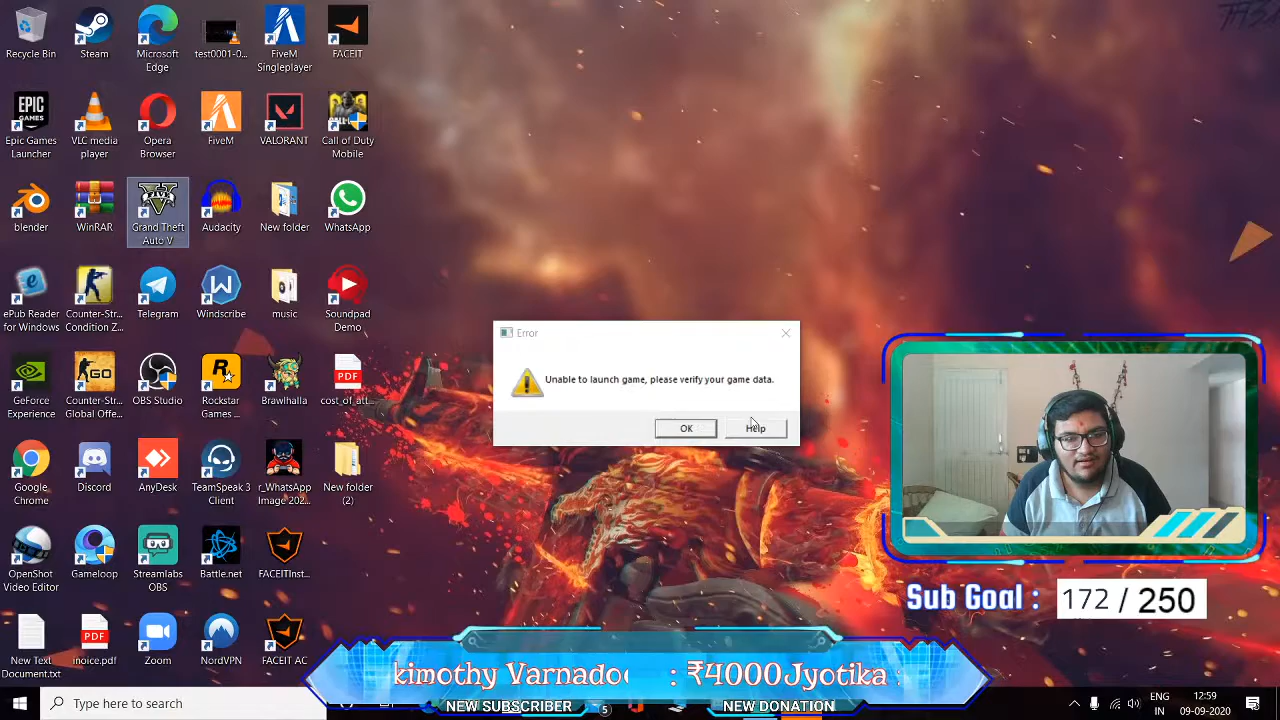 Recycle Bin
Steam
Microsoft Edge
test0001-0...
FiveM Singleplayer
FACEIT
EPIC GAMES
Epic Games Launcher
VLC media player
Opera Browser
FiveM
VALORANT
Call of Duty Mobile
blender
WinRAR
Grand Theft Auto V
Audacity
New folder
WhatsApp
ePub Reader for Windows
Counter-Str... Condition Z...
Telegram
Windscribe
music
Soundpad Demo
GeForce Experience
GO
Counter-Str... Global Offe...
OBS Studio
Rockstar Games ...
Brawlhalla
PDF
cost_of_att...
Google Chrome
Discord
AnyDesk
TeamSpeak 3 Client
r_WhatsApp Image 202...
New folder (2)
OpenShot Video Editor
Gameloop
Streamlabs OBS
Battle.net
FACEITInst...
New Text Document.txt
PDF
inoice.pdf
Zoom
NordVPN
FACEIT AC
Error
Unable to launch game, please verify your game data.
OK
Help
Sub Goal :
172 / 250
kimothy : ₹4000Jyotika
NEW SUBSCRIBER
NEW DONATION
Type here to search
5
ENG
IN
12:59
09-09-2020